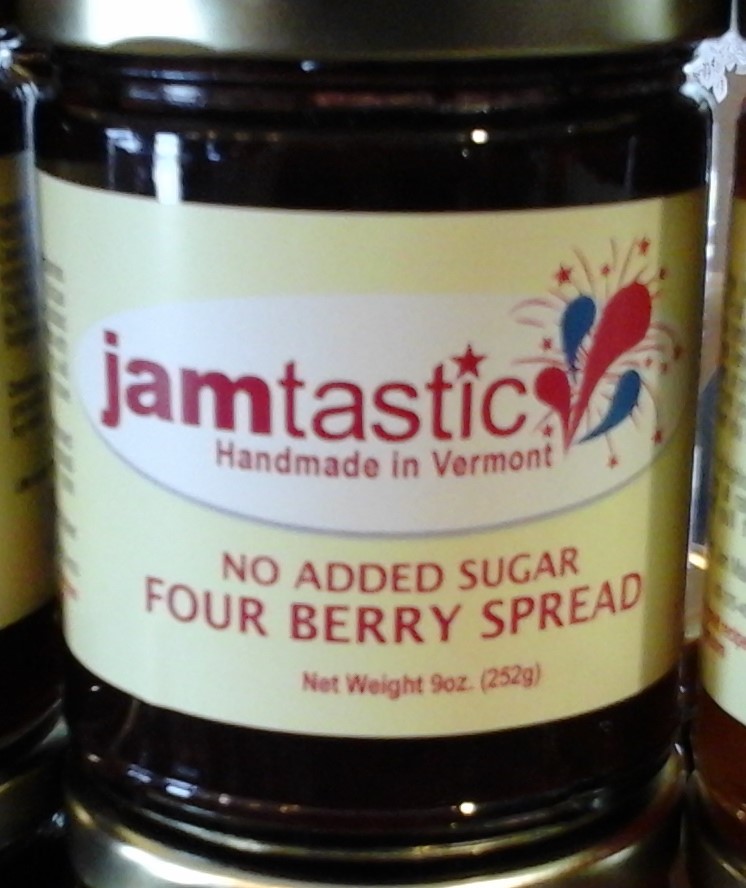 jamtastic
Handmade in Vermont
NO ADDED SUGAR
FOUR BERRY SPREAD
Net Weight 9oz. (252g)